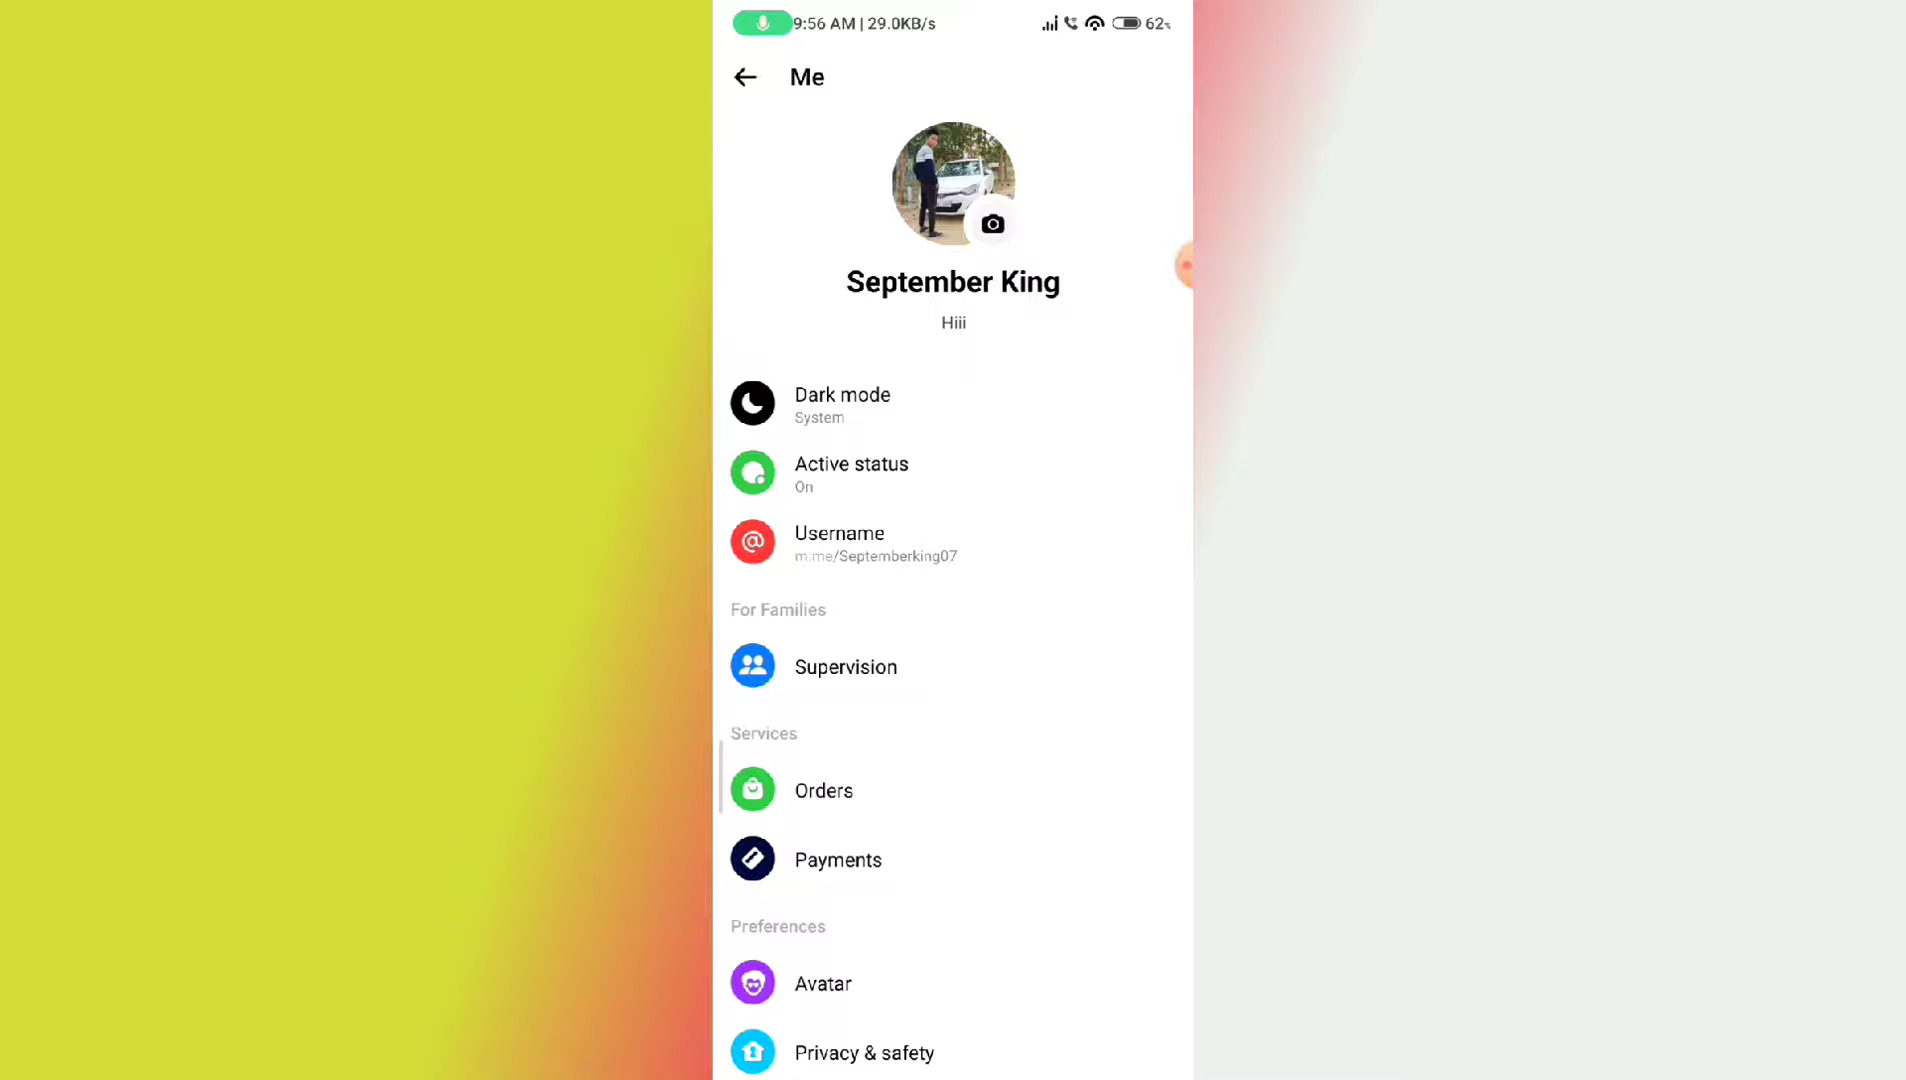 9:56 AM | 29.0KB/s
62%
Me
September King
Hiii
Dark mode
System
Active status
On
Username
m.me/Septemberking07
For Families
Supervision
Services
Orders
Payments
Preferences
Avatar
Privacy & safety